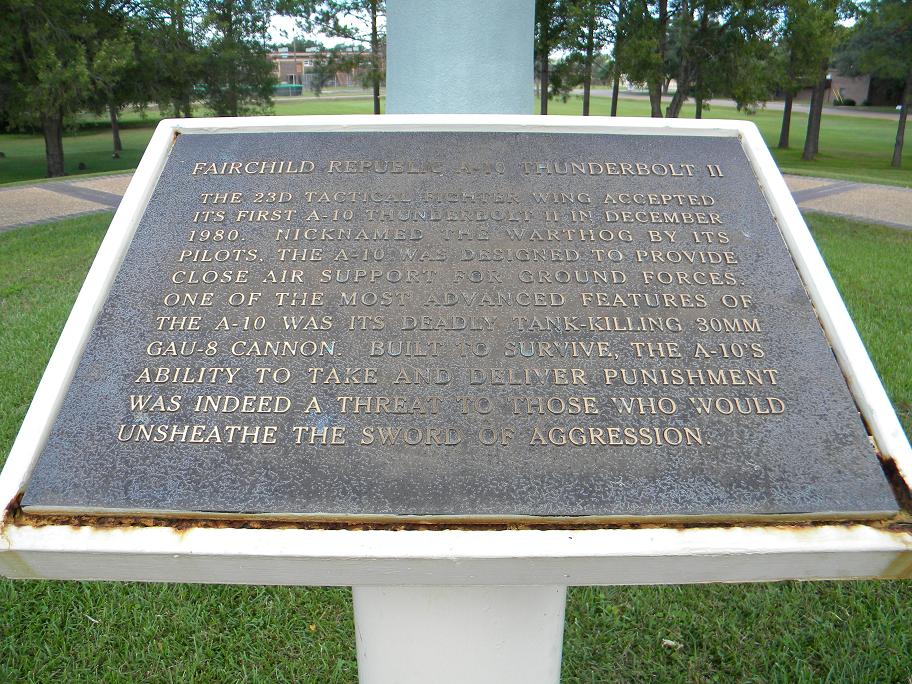 FAIRCHILD REPUBLIC A-10 THUNDERBOLT II
THE 23D TACTICAL FIGHTER WING ACCEPTED
ITS FIRST A-10 THUNDERBOLT II IN DECEMBER
1980. NICKNAMED THE WARTHOG BY ITS
PILOTS, THE A-10 WAS DESIGNED TO PROVIDE
CLOSE AIR SUPPORT FOR GROUND FORCES.
ONE OF THE MOST ADVANCED FEATURES OF
THE A-10 WAS ITS DEADLY TANK-KILLING 30MM
GAU-8 CANNON. BUILT TO SURVIVE, THE A-10'S
ABILITY TO TAKE AND DELIVER PUNISHMENT
WAS INDEED A THREAT TO THOSE WHO WOULD
UNSHEATHE THE SWORD OF AGGRESSION.